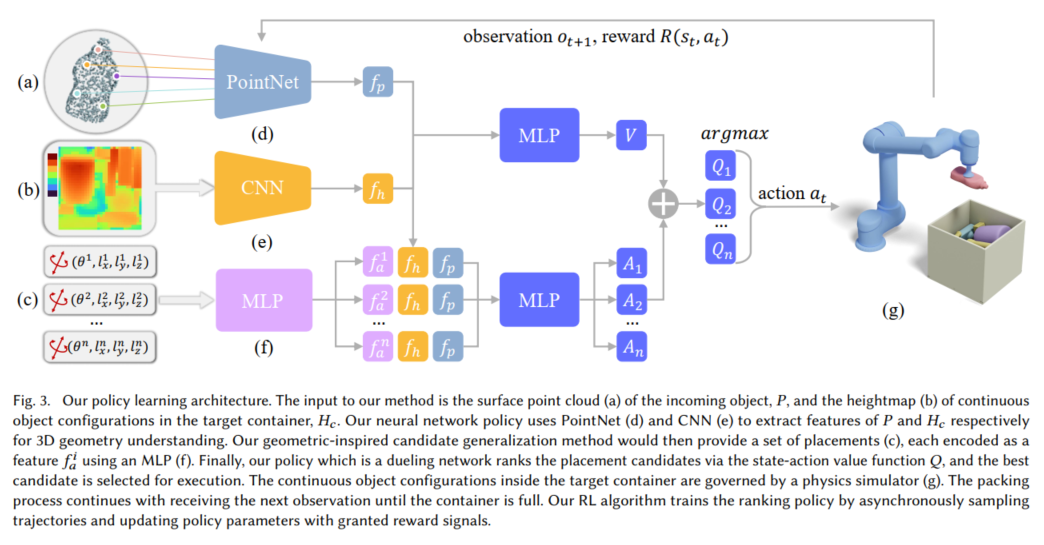 observation o_{t+1}, reward R(s_t, a_t)
(a)
PointNet
f_p
(d)
MLP
V
argmax
Q_1
Q_2
...
Q_n
action a_t
(b)
CNN
f_h
(e)
(θ^1, l_x^1, l_y^1, l_z^1)
(c)
(θ^2, l_x^2, l_y^2, l_z^2)
...
(θ^n, l_x^n, l_y^n, l_z^n)
MLP
(f)
f_a^1 f_h f_p
f_a^2 f_h f_p
...
f_a^n f_h f_p
MLP
A_1
A_2
...
A_n
(g)
Fig. 3. Our policy learning architecture. The input to our method is the surface point cloud (a) of the incoming object, P, and the heightmap (b) of continuous
object configurations in the target container, H_c. Our neural network policy uses PointNet (d) and CNN (e) to extract features of P and H_c respectively
for 3D geometry understanding. Our geometric-inspired candidate generalization method would then provide a set of placements (c), each encoded as a
feature f_a^i using an MLP (f). Finally, our policy which is a dueling network ranks the placement candidates via the state-action value function Q, and the best
candidate is selected for execution. The continuous object configurations inside the target container are governed by a physics simulator (g). The packing
process continues with receiving the next observation until the container is full. Our RL algorithm trains the ranking policy by asynchronously sampling
trajectories and updating policy parameters with granted reward signals.